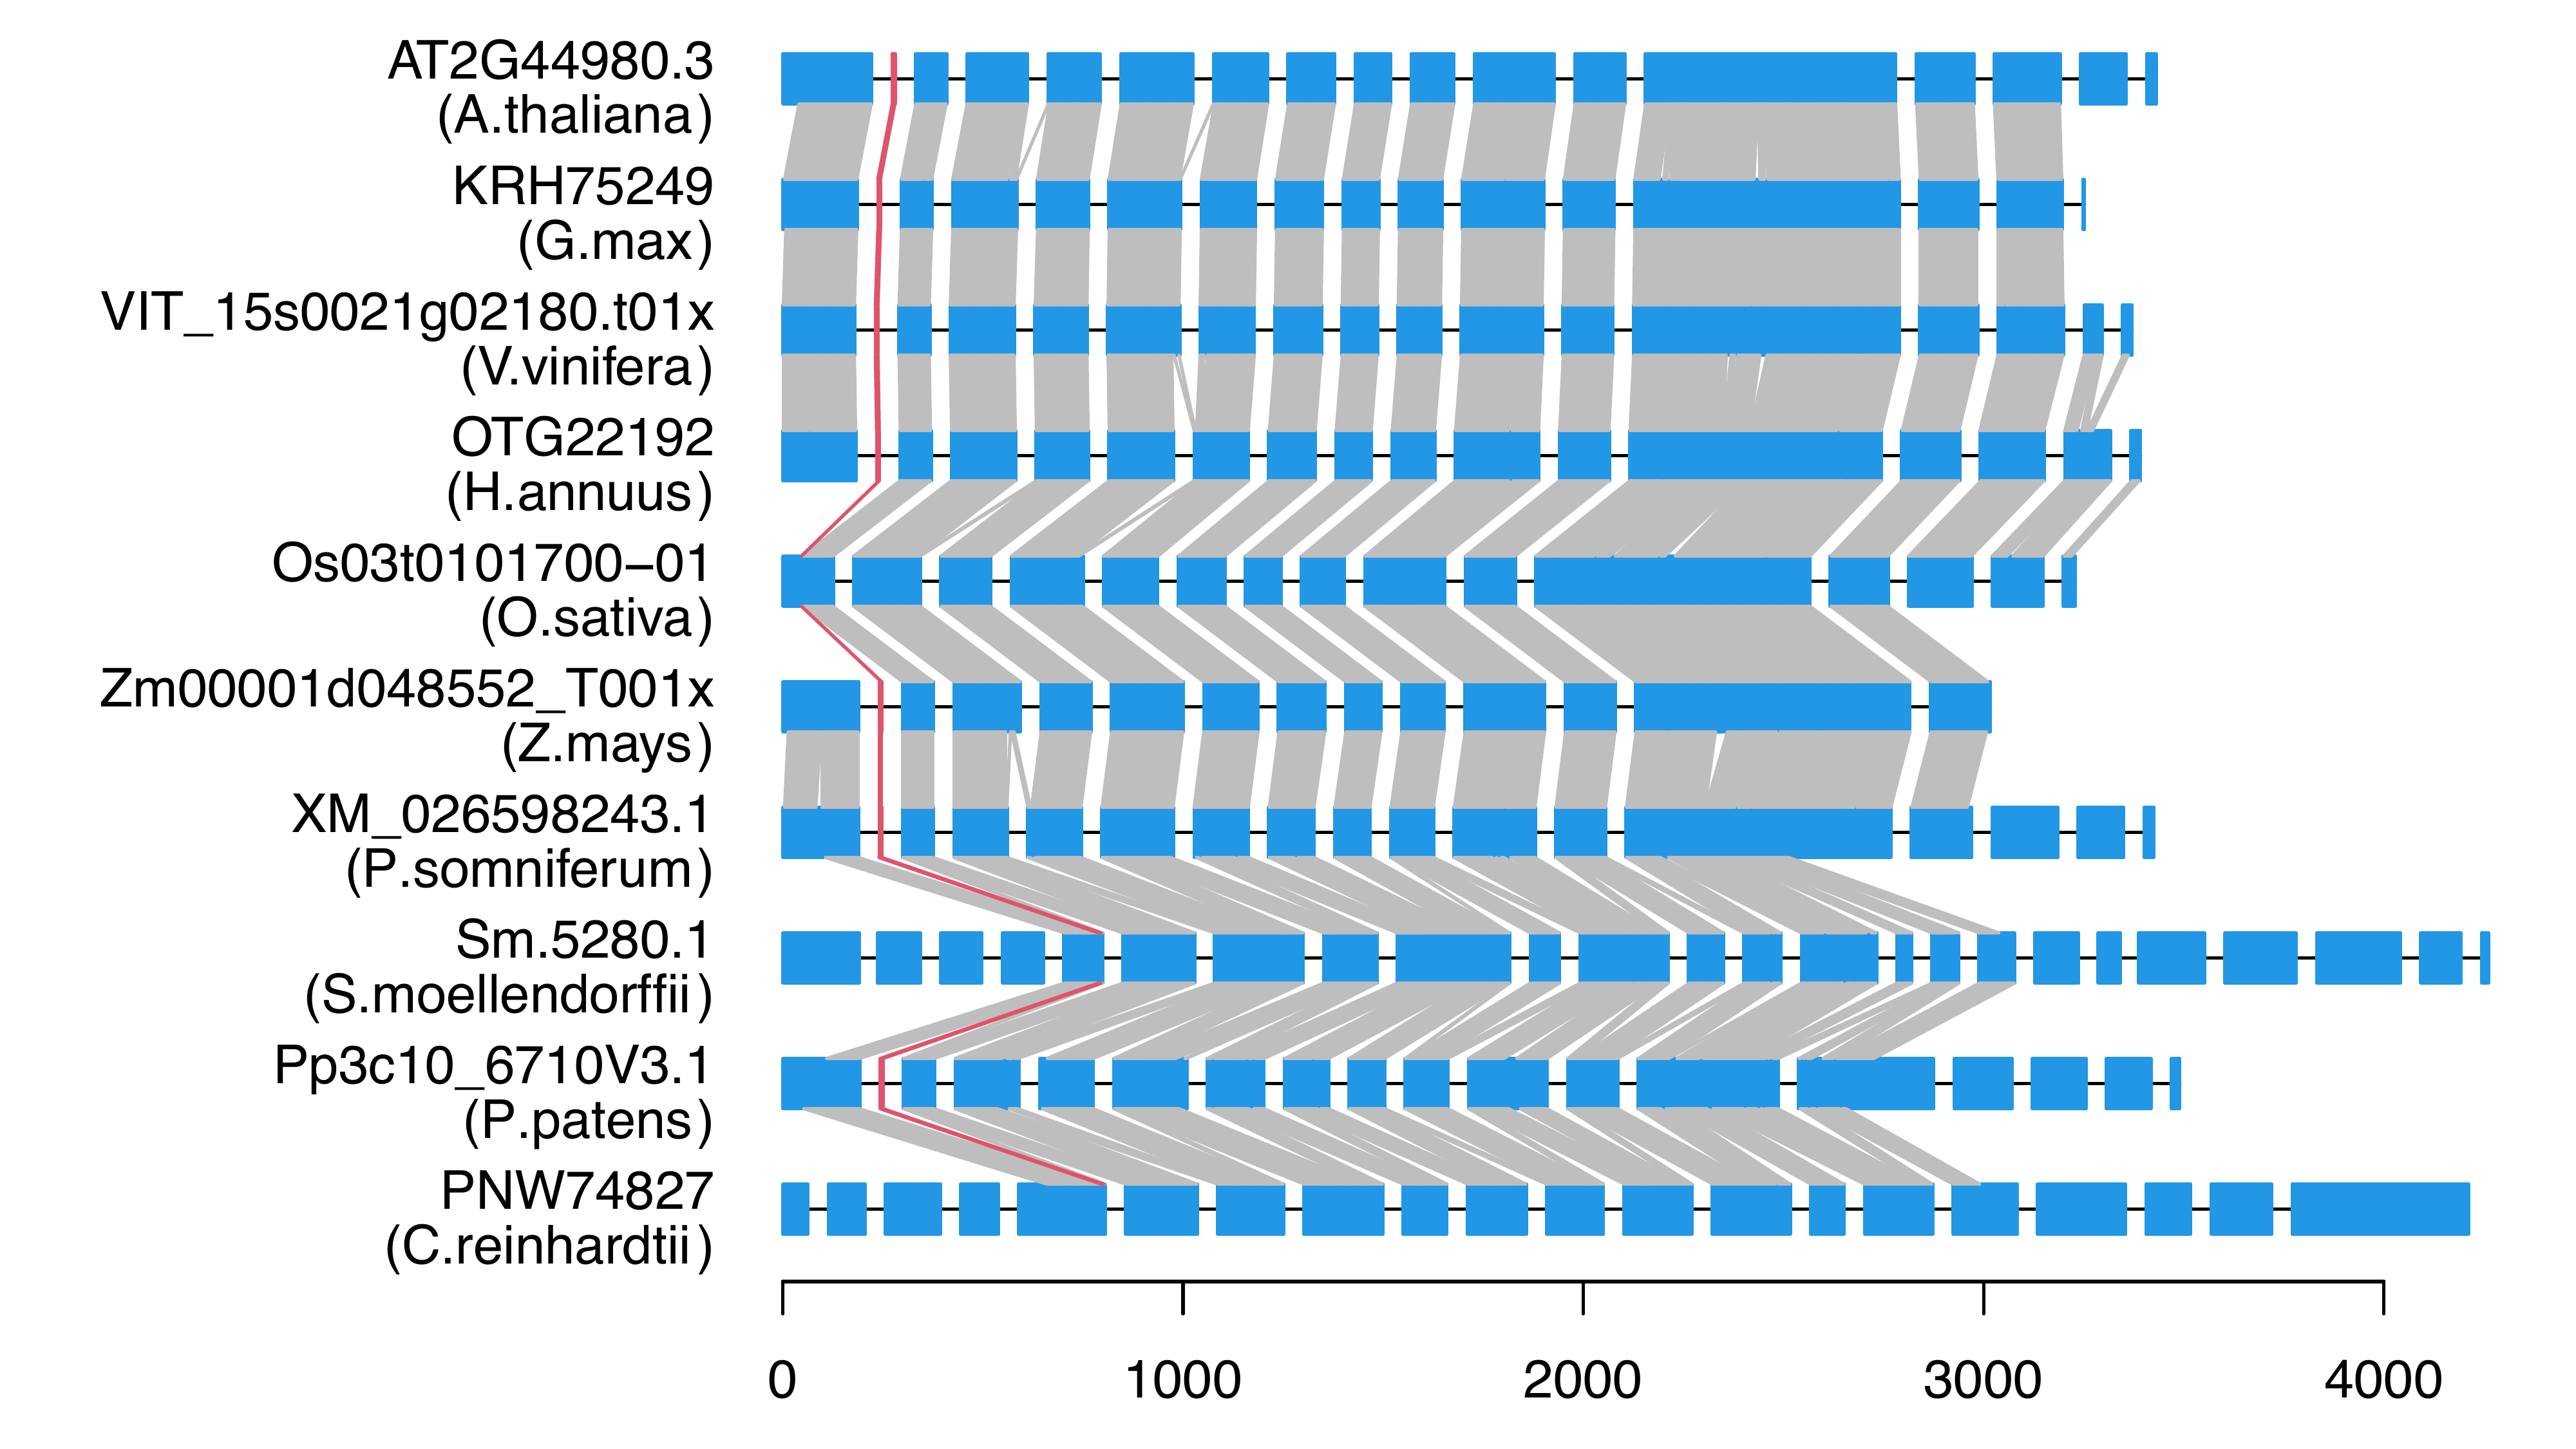 AT2G44980.3
(A.thaliana)
KRH75249
(G.max)
VIT_15s0021g02180.t01x
(V.vinifera)
OTG22192
(H.annuus)
Os03t0101700−01
(O.sativa)
Zm00001d048552_T001x
(Z.mays)
XM_026598243.1
(P.somniferum)
Sm.5280.1
(S.moellendorffii)
Pp3c10_6710V3.1
(P.patens)
PNW74827
(C.reinhardtii)
0 1000 2000 3000 4000